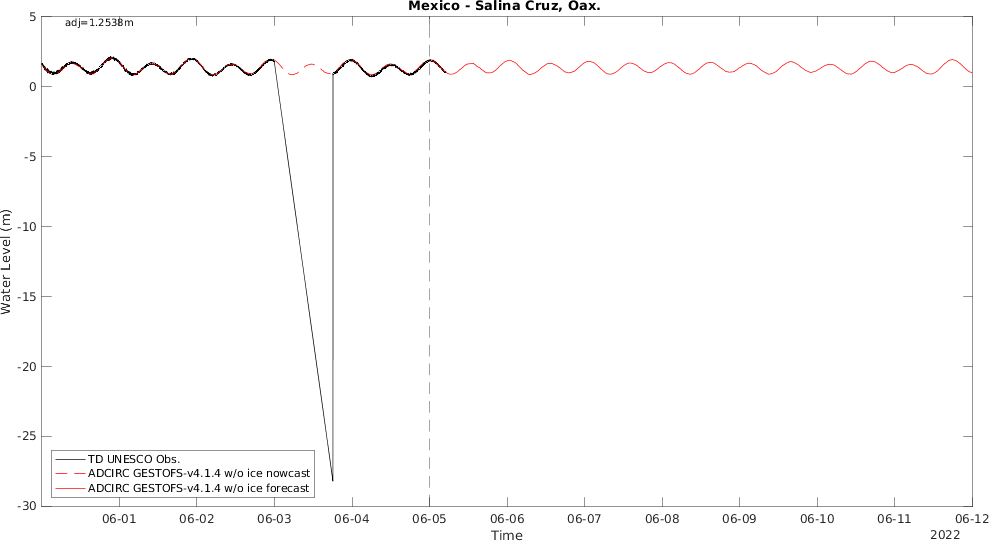 Mexico - Salina Cruz, Oax.
adj=1.2538m
5
0
-5
-10
-15
-20
-25
-30
Water Level (m)
TD UNESCO Obs.
ADCIRC GESTOFS-v4.1.4 w/o ice nowcast
ADCIRC GESTOFS-v4.1.4 w/o ice forecast
06-01 06-02 06-03 06-04 06-05 06-06 06-07 06-08 06-09 06-10 06-11 06-12
Time
2022